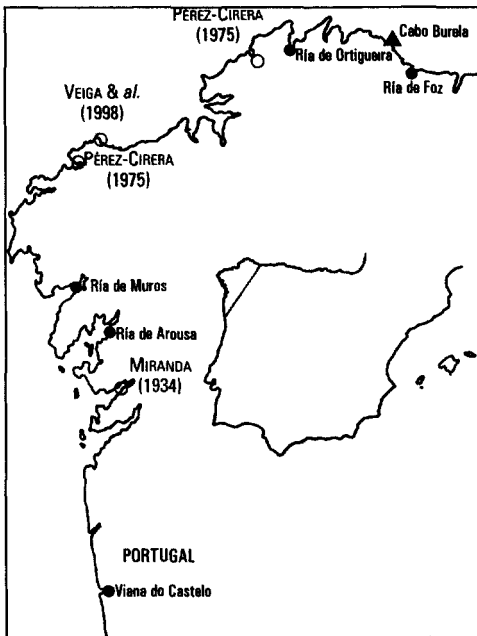 PÉREZ-CIRERA
(1975)
Cabo Burela
Ría de Ortigueira
Ría de Foz
VEIGA & al.
(1998)
PÉREZ-CIRERA
(1975)
Ría de Muros
Ría de Arousa
MIRANDA
(1934)
PORTUGAL
Viana do Castelo